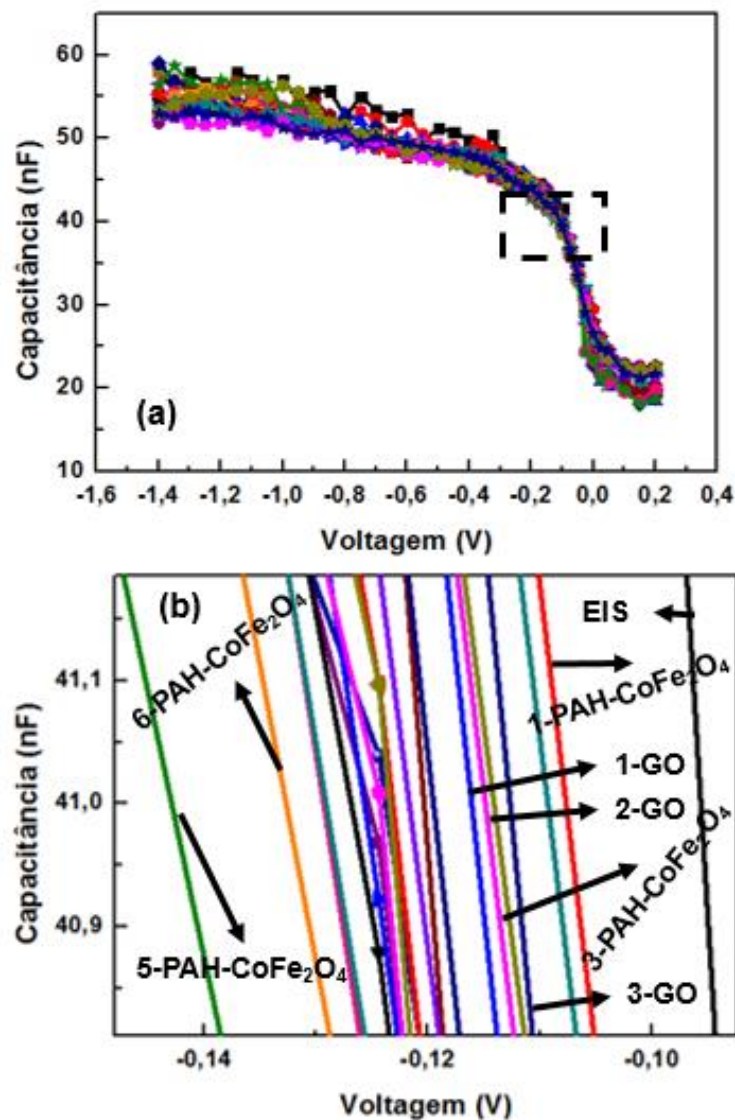 60
50
40
30
20
10
Capacitância (nF)
(a)
-1,6 -1,4 -1,2 -1,0 -0,8 -0,6 -0,4 -0,2 0,0 0,2 0,4
Voltagem (V)
(b)
EIS
6-PAH-CoFe₂O₄
1-PAH-CoFe₂O₄
41,1
1-GO
41,0
2-GO
Capacitância (nF)
3-PAH-CoFe₂O₄
40,9
5-PAH-CoFe₂O₄
3-GO
-0,14 -0,12 -0,10
Voltagem (V)